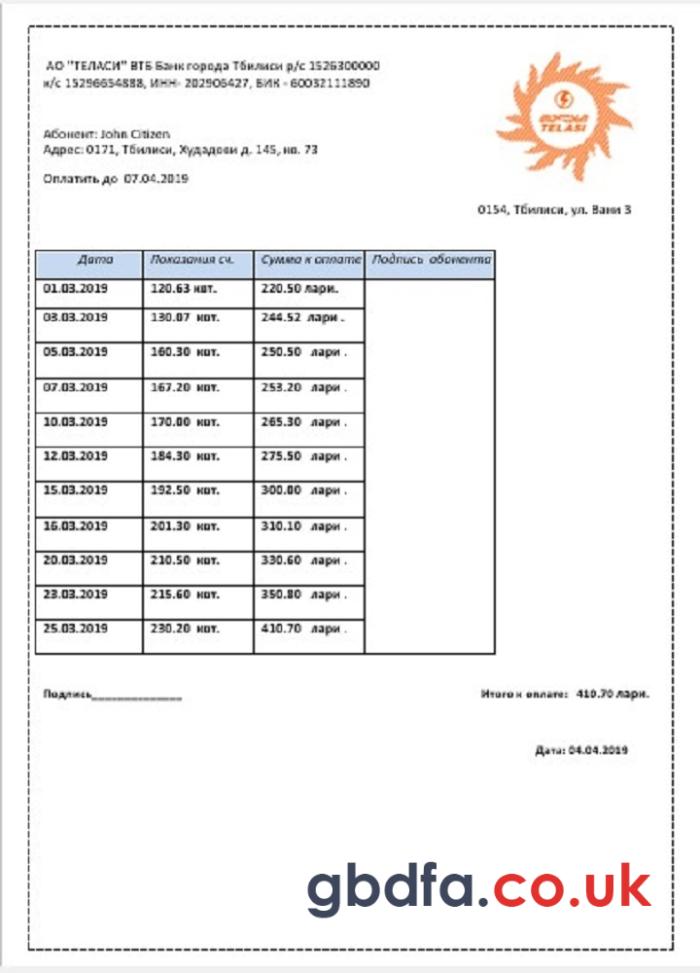 АО "ТЕЛАСИ" ВТБ Банк города Тбилиси р/с 1526300000
к/с 15296654888, ИНН- 202906427, БИК - 60032111890
Абонент: John Citizen
Адрес: 0171, Тбилиси, Худадови д. 145, кв. 73
Оплатить до 07.04.2019
TELASI
0154, Тбилиси, ул. Вани 3
Дата Показания сч. Сумма к оплате Подпись абонента
01.03.2019 120.63 квт. 220.50 лари.
03.03.2019 130.07 квт. 244.52 лари .
05.03.2019 160.30 квт. 250.50 лари .
07.03.2019 167.20 квт. 253.20 лари .
10.03.2019 170.00 квт. 265.30 лари .
12.03.2019 184.30 квт. 275.50 лари .
15.03.2019 192.50 квт. 300.00 лари .
16.03.2019 201.30 квт. 310.10 лари .
20.03.2019 210.50 квт. 330.60 лари .
23.03.2019 215.60 квт. 350.80 лари .
25.03.2019 230.20 квт. 410.70 лари .
Подпись______________ Итого к оплате: 410.70 лари.
Дата: 04.04.2019
gbdfa.co.uk